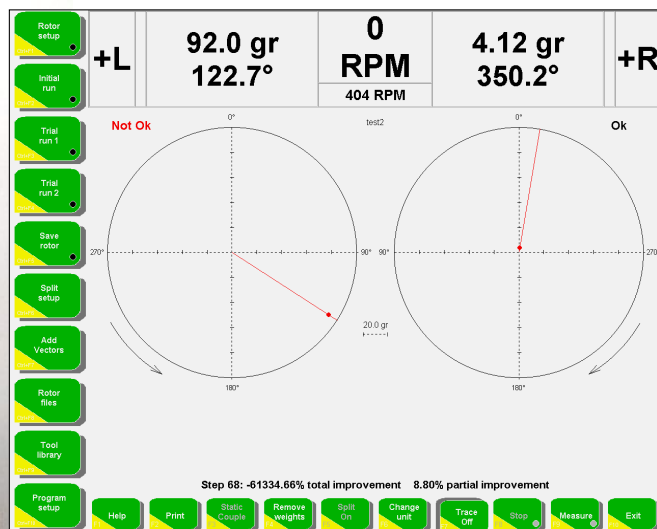 Rotor
setup
Initial
run
Trial
run 1
Trial
run 2
Save
rotor
Split
setup
Add
Vectors
Rotor
files
Tool
library
Program
setup
+L
92.0 gr
122.7°
0
RPM
404 RPM
4.12 gr
350.2°
+R
Not Ok
test2
Ok
0°
0°
270°
90°
90°
270°
20.0 gr
180°
180°
Step 68: -61334.66% total improvement 8.80% partial improvement
Help
Print
Static
Couple
Remove
weights
Split
On
Change
unit
Trace
Off
Stop
Measure
Exit